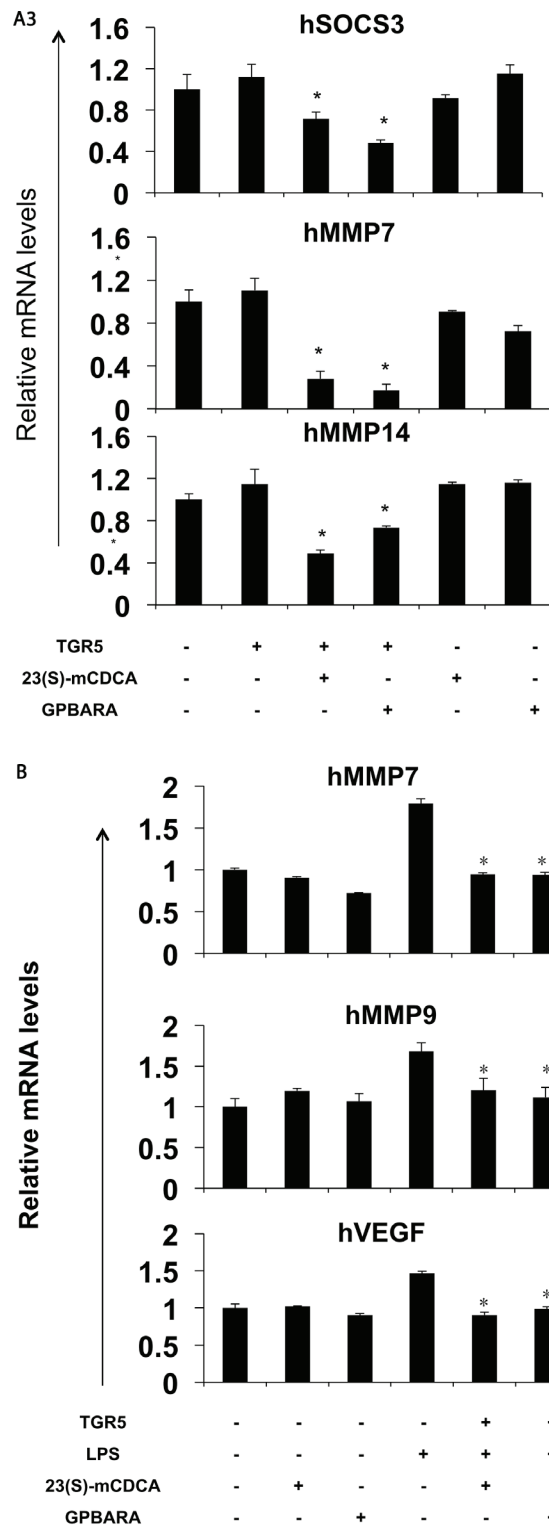 A3
hSOCS3
1.6
1.2
0.8
0.4
0
* *
hMMP7
1.6
1.2
0.8
0.4
0
*
* *
hMMP14
1.6
1.2
0.8
0.4
0
*
* *
Relative mRNA levels
TGR5 - + + + - -
23(S)-mCDCA - - + - + -
GPBARA - - - + - +
B
hMMP7
2
1.5
1
0.5
0
* *
hMMP9
2
1.5
1
0.5
0
* *
hVEGF
2
1.5
1
0.5
0
* *
Relative mRNA levels
TGR5 - - - - +
LPS - - - + +
23(S)-mCDCA - + - - +
GPBARA - - + - -